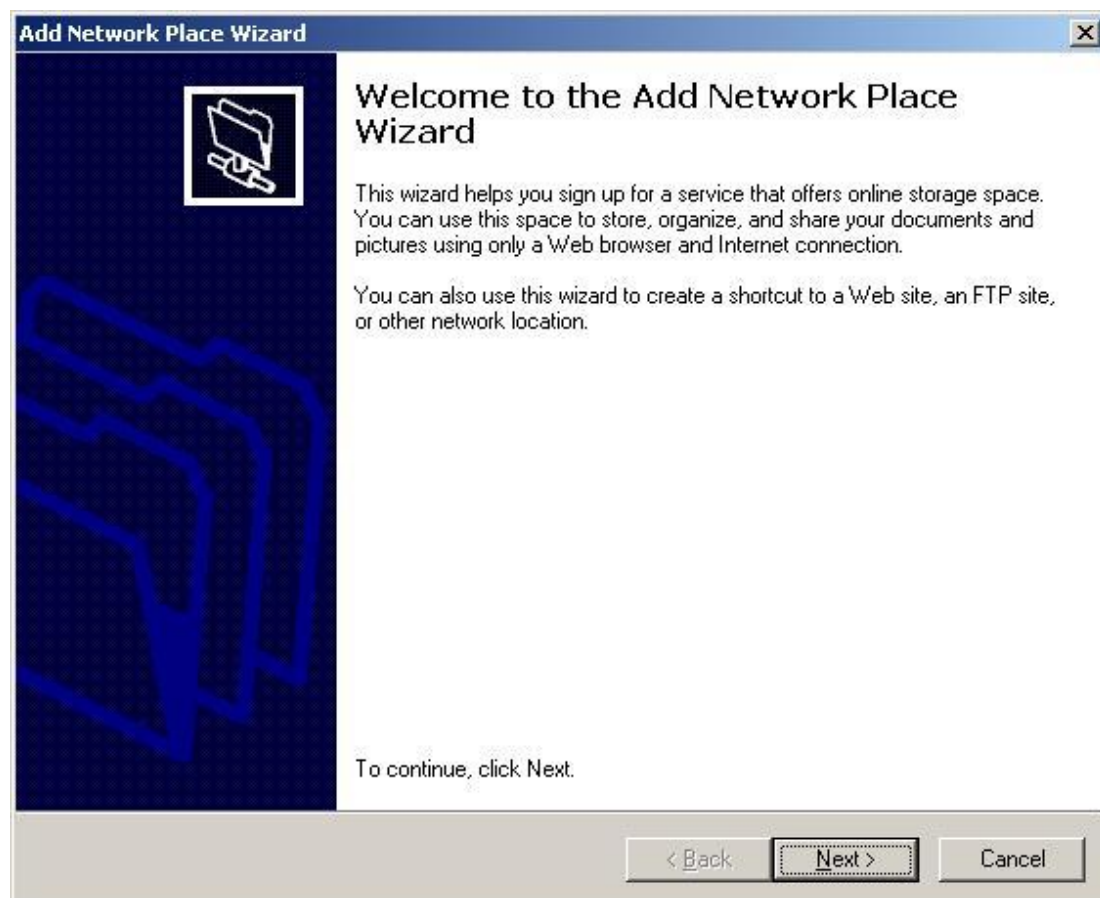 Add Network Place Wizard
Welcome to the Add Network Place
Wizard
This wizard helps you sign up for a service that offers online storage space.
You can use this space to store, organize, and share your documents and
pictures using only a Web browser and Internet connection.
You can also use this wizard to create a shortcut to a Web site, an FTP site,
or other network location.
To continue, click Next.
< Back
Next >
Cancel